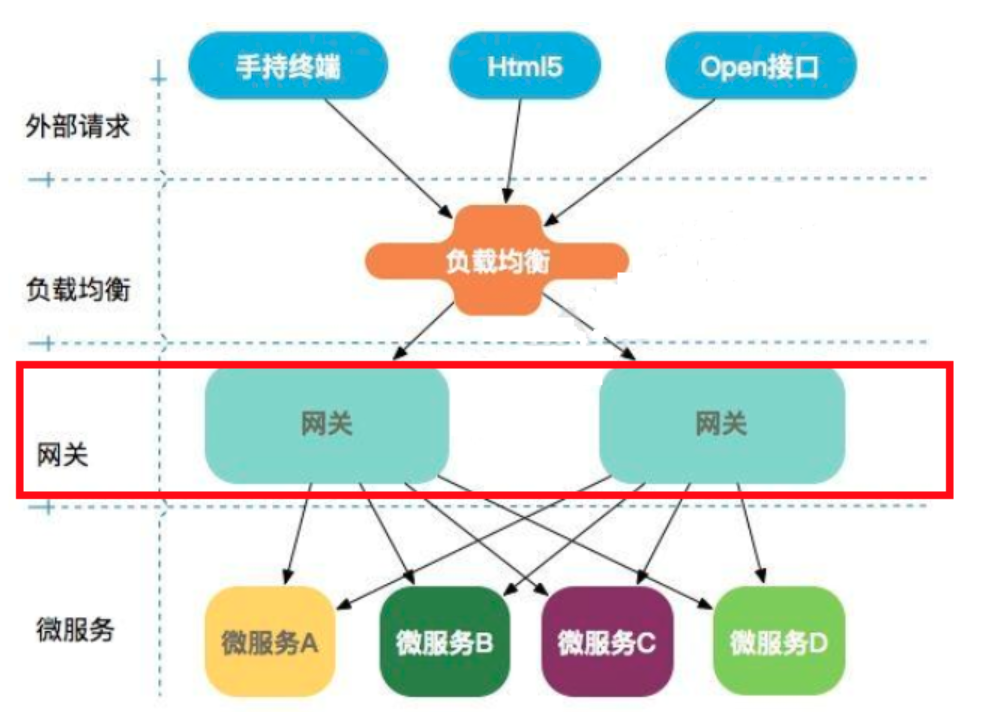 手持终端
Html5
Open接口
外部请求
负载均衡
负载均衡
网关
网关
网关
微服务
微服务A
微服务B
微服务C
微服务D